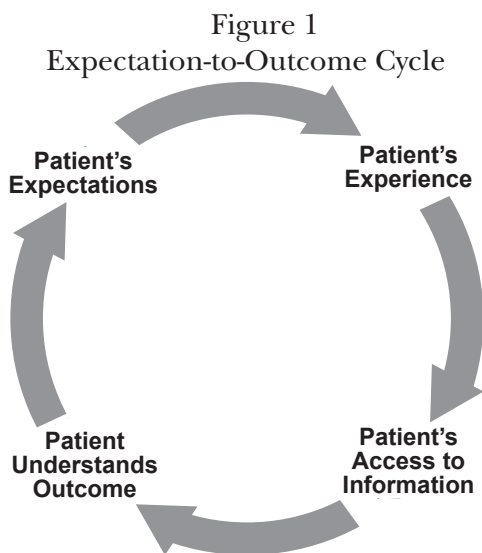 Figure 1
Expectation-to-Outcome Cycle
Patient's
Expectations
Patient's
Experience
Patient's
Access to
Information
Patient
Understands
Outcome